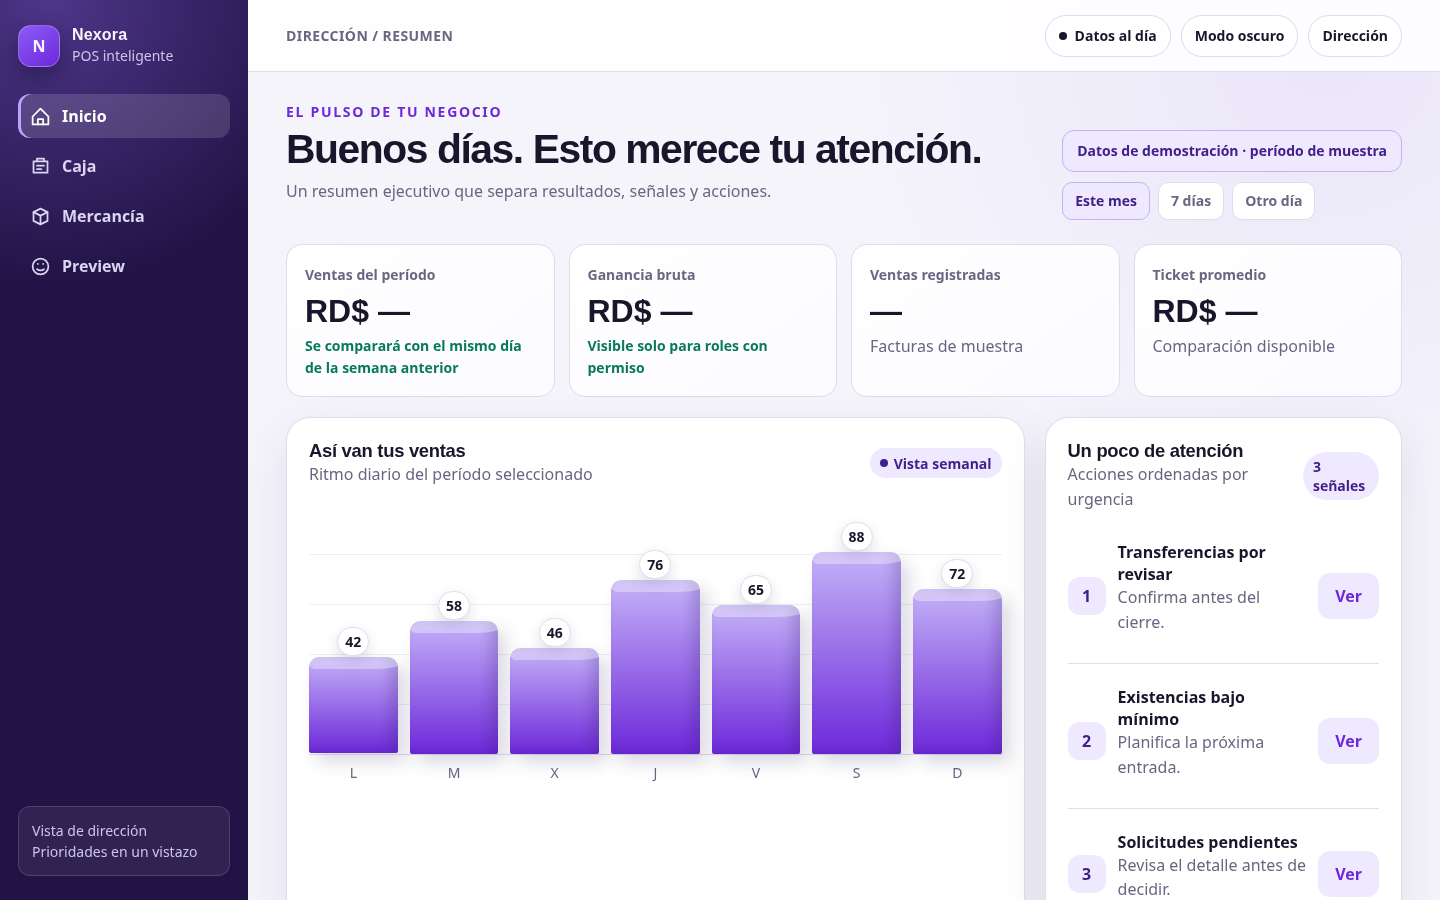 N
Nexora
POS inteligente
Inicio
Caja
Mercancía
Preview
Vista de dirección
Prioridades en un vistazo
DIRECCIÓN / RESUMEN
Datos al día
Modo oscuro
Dirección
EL PULSO DE TU NEGOCIO
Buenos días. Esto merece tu atención.
Un resumen ejecutivo que separa resultados, señales y acciones.
Datos de demostración · período de muestra
Este mes
7 días
Otro día
Ventas del período
RD$ —
Se comparará con el mismo día
de la semana anterior
Ganancia bruta
RD$ —
Visible solo para roles con
permiso
Ventas registradas
—
Facturas de muestra
Ticket promedio
RD$ —
Comparación disponible
Así van tus ventas
Ritmo diario del período seleccionado
Vista semanal
42
58
46
76
65
88
72
L
M
X
J
V
S
D
Un poco de atención
Acciones ordenadas por
urgencia
3
señales
1
Transferencias por
revisar
Confirma antes del
cierre.
Ver
2
Existencias bajo
mínimo
Planifica la próxima
entrada.
Ver
3
Solicitudes pendientes
Revisa el detalle antes de
decidir.
Ver